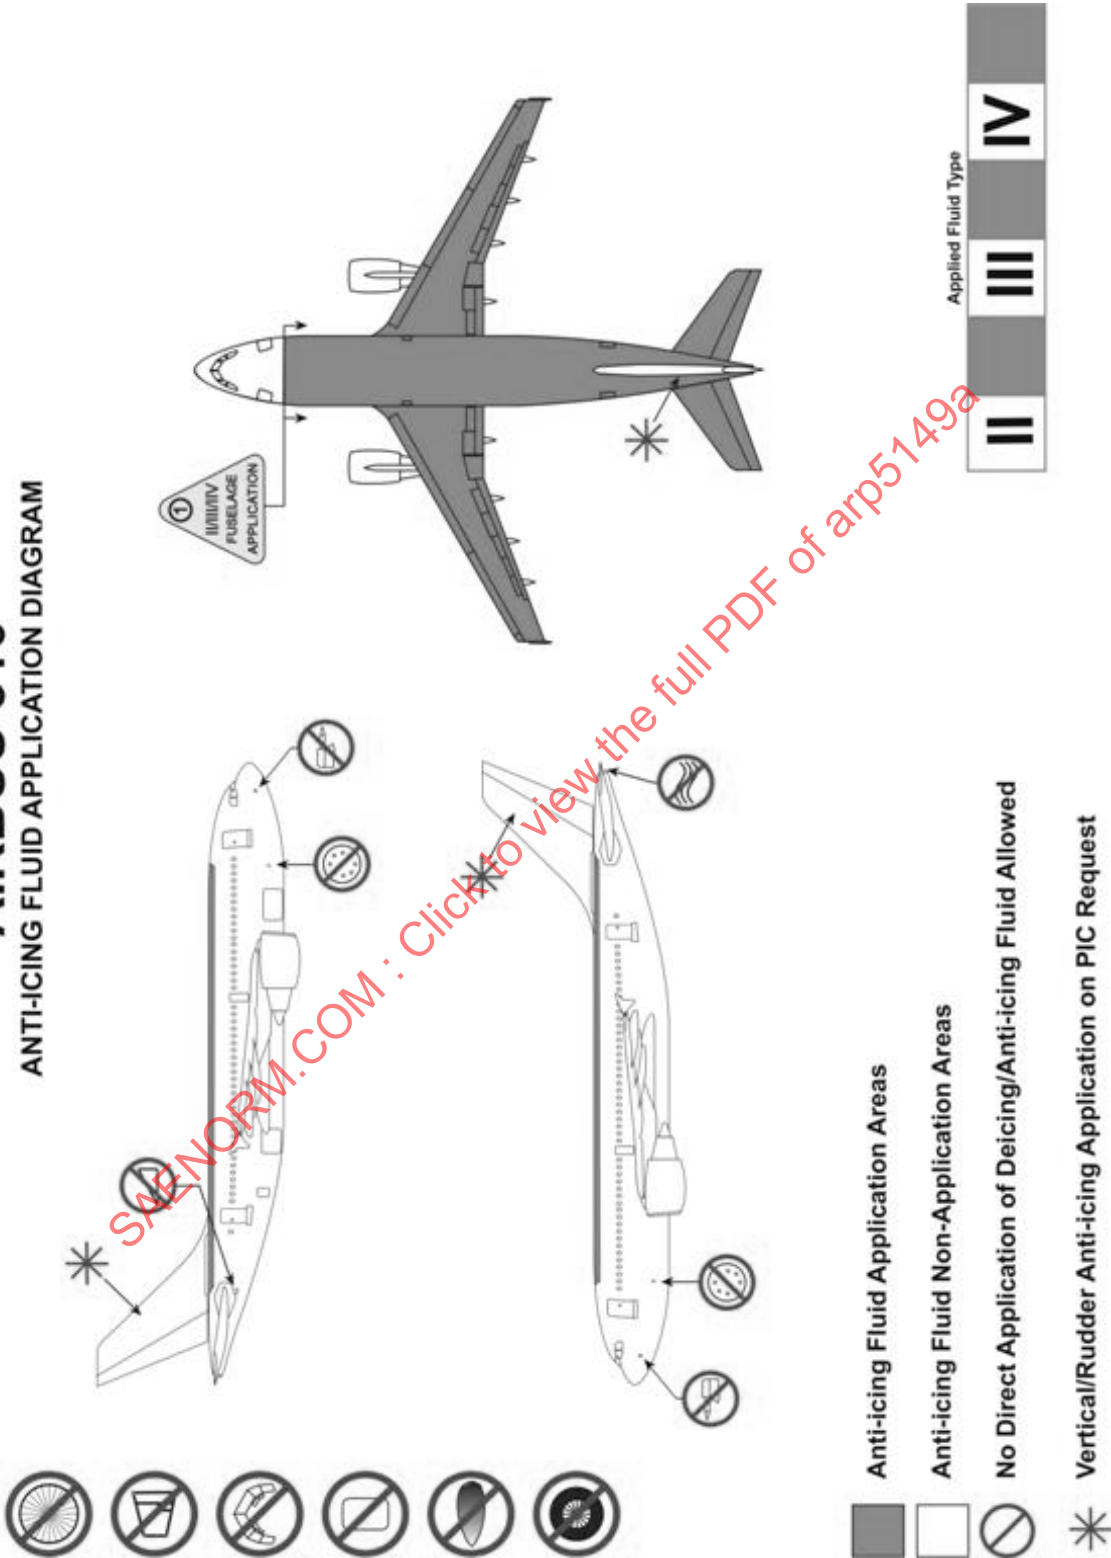 ANTI-ICING FLUID APPLICATION DIAGRAM
1
II/III/IV
FUSELAGE
APPLICATION
Applied Fluid Type
II III IV
Anti-icing Fluid Application Areas
Anti-icing Fluid Non-Application Areas
No Direct Application of Deicing/Anti-icing Fluid Allowed
Vertical/Rudder Anti-icing Application on PIC Request
SAENORM.COM : Click to view the full PDF of arp5149a